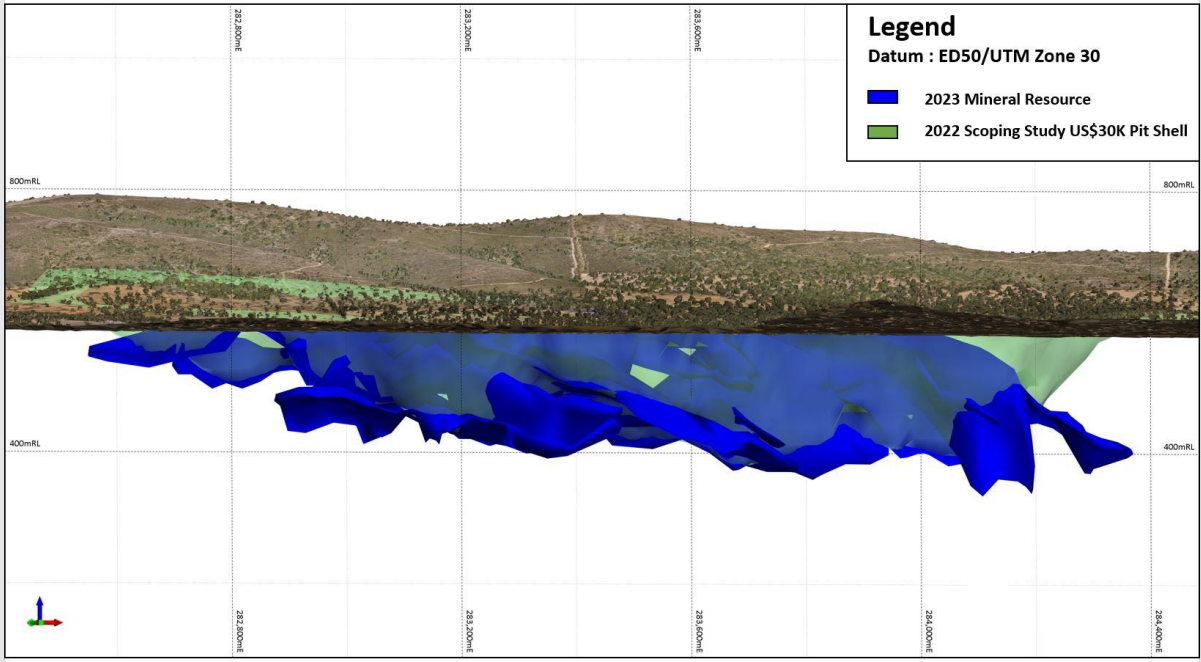 282,800mE
283,200mE
283,600mE
Legend
Datum : ED50/UTM Zone 30
2023 Mineral Resource
2022 Scoping Study US$30K Pit Shell
800mRL
800mRL
400mRL
400mRL
282,800mE
283,200mE
283,600mE
284,000mE
284,400mE